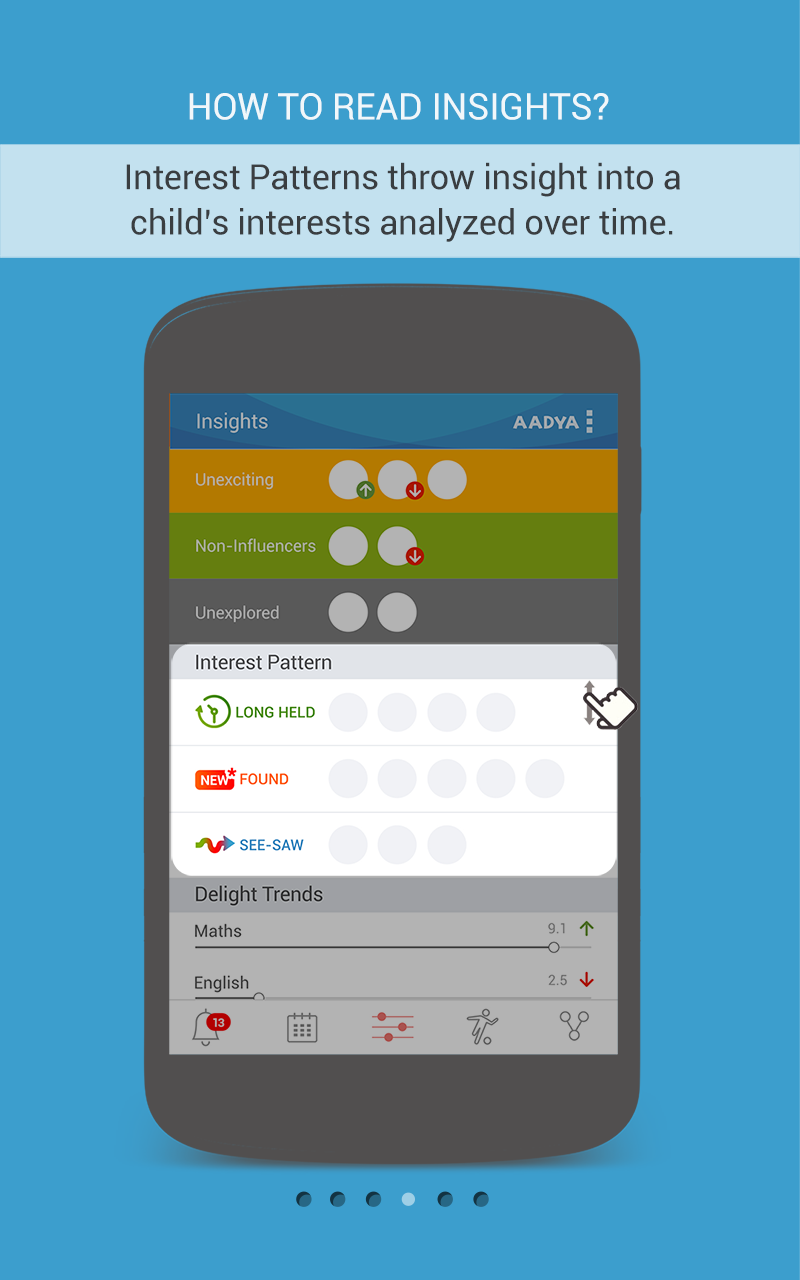 HOW TO READ INSIGHTS?
Interest Patterns throw insight into a
child's interests analyzed over time.
Insights
AADYA
Unexciting
Non-Influencers
Unexplored
Interest Pattern
LONG HELD
NEW* FOUND
SEE-SAW
Delight Trends
Maths
9.1
English
2.5
13